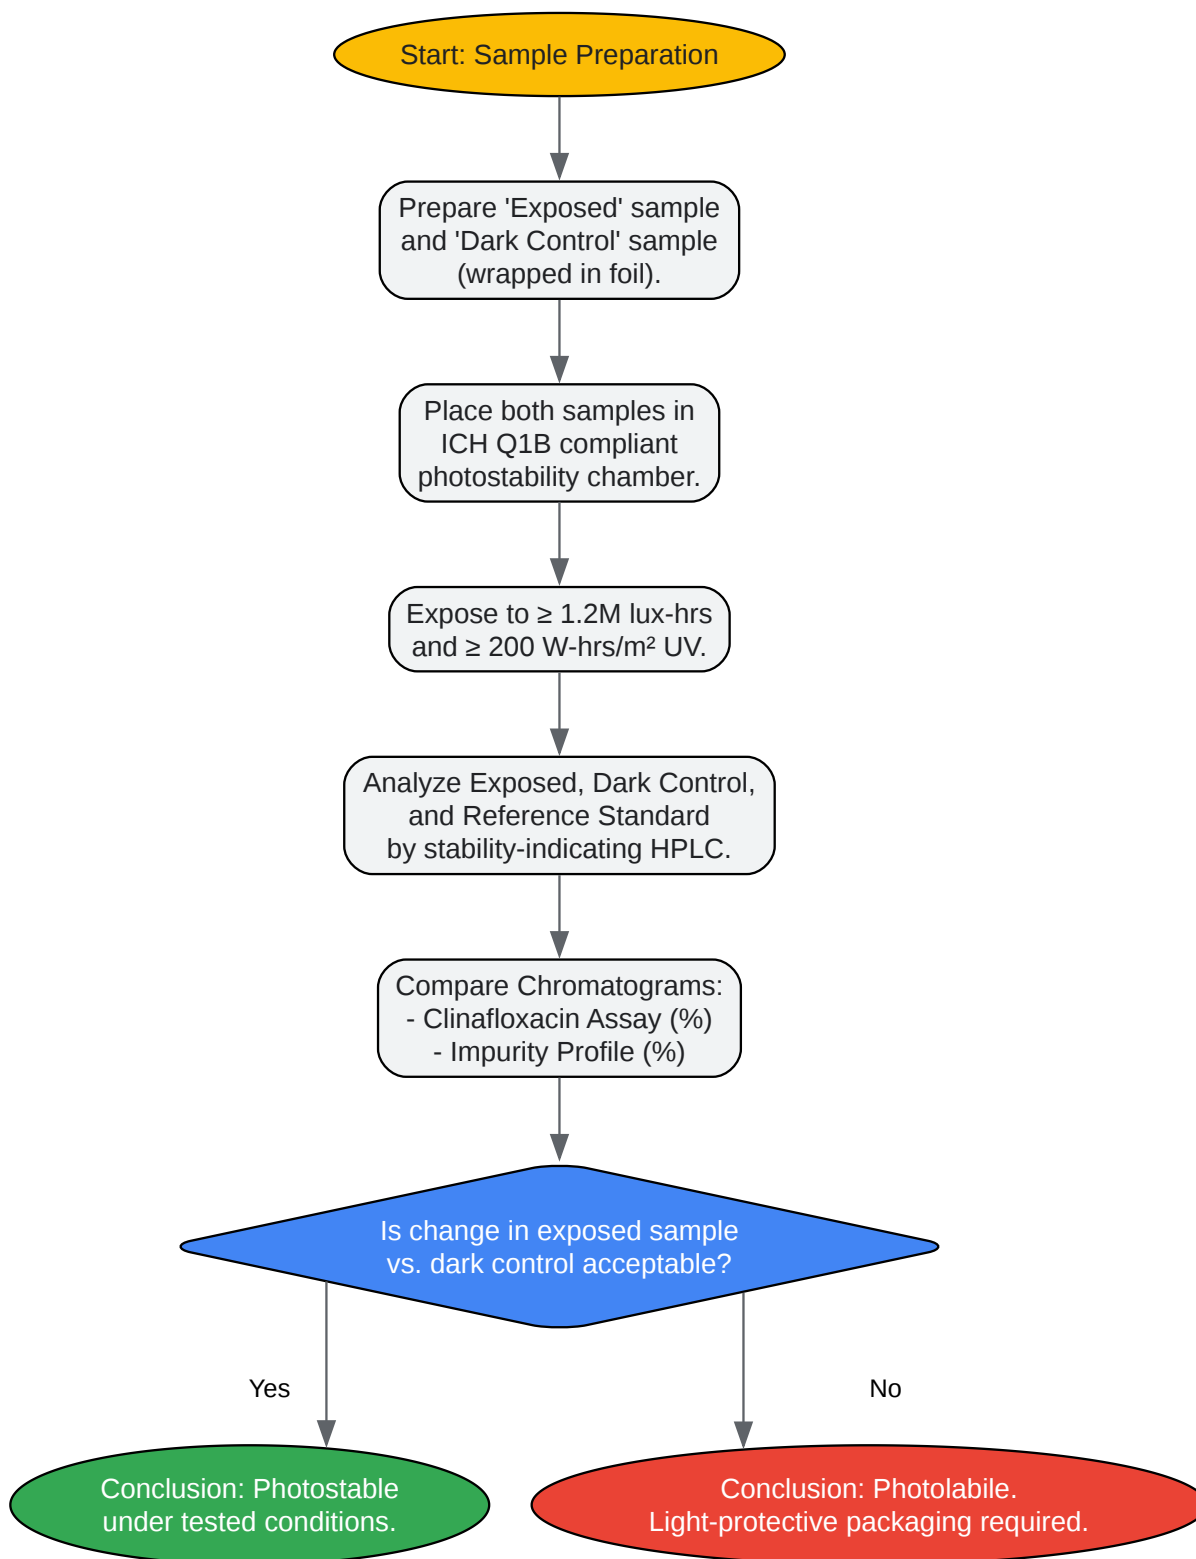 Start: Sample Preparation
Prepare 'Exposed' sample
and 'Dark Control' sample
(wrapped in foil).
Place both samples in
ICH Q1B compliant
photostability chamber.
Expose to ≥ 1.2M lux-hrs
and ≥ 200 W-hrs/m² UV.
Analyze Exposed, Dark Control,
and Reference Standard
by stability-indicating HPLC.
Compare Chromatograms:
- Clinafloxacin Assay (%)
- Impurity Profile (%)
Is change in exposed sample
vs. dark control acceptable?
Yes
No
Conclusion: Photostable
under tested conditions.
Conclusion: Photolabile.
Light-protective packaging required.